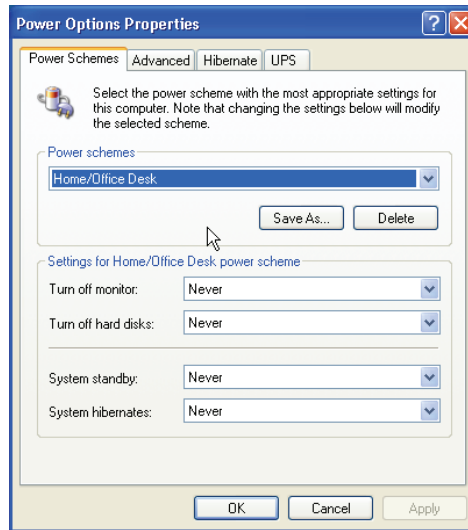 Power Options Properties
?
Power Schemes Advanced Hibernate UPS
Select the power scheme with the most appropriate settings for
this computer. Note that changing the settings below will modify
the selected scheme.
Power schemes
Home/Office Desk
Save As... Delete
Settings for Home/Office Desk power scheme
Turn off monitor: Never
Turn off hard disks: Never
System standby: Never
System hibernates: Never
OK Cancel Apply